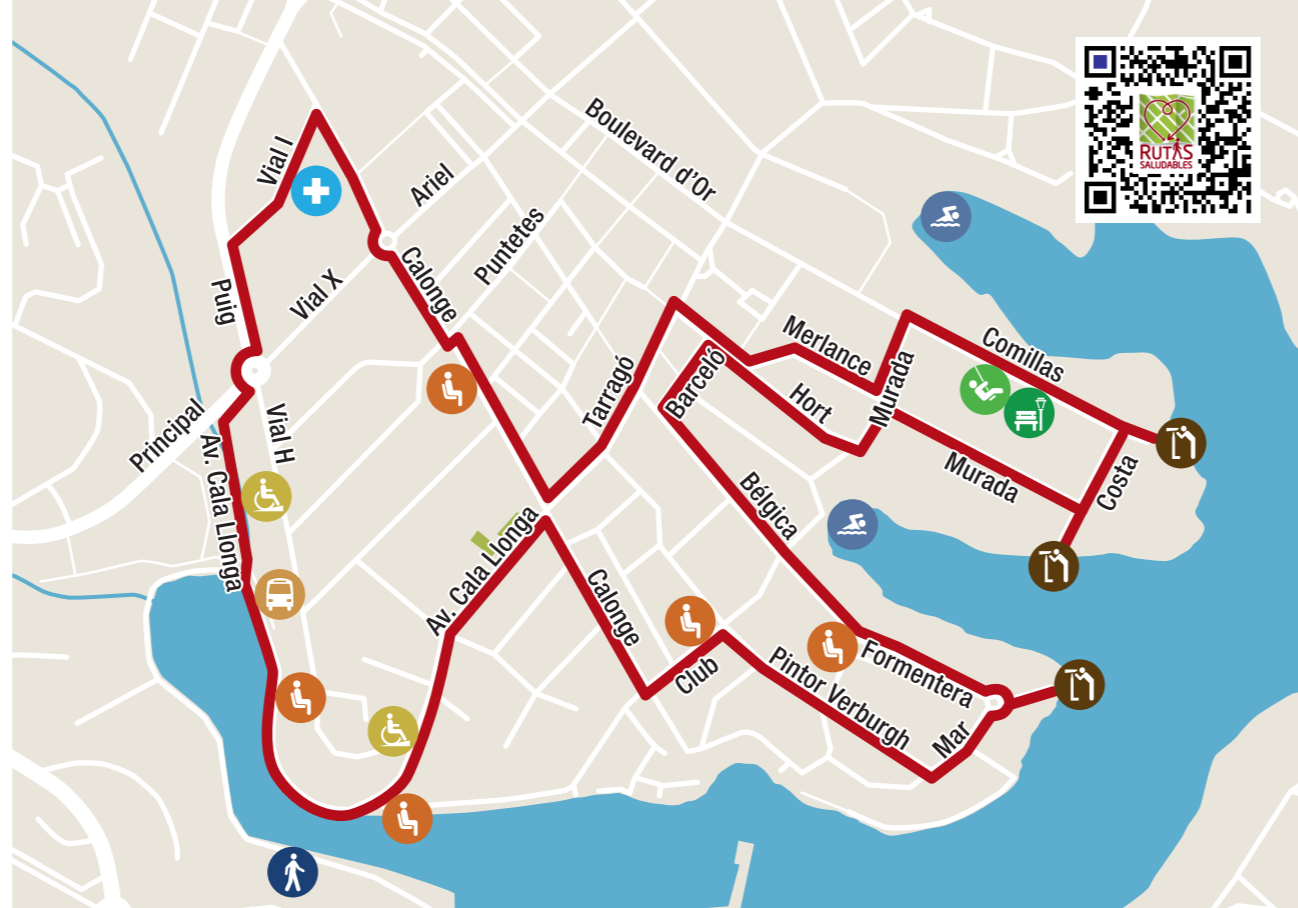 Boulevard d'Or
RUTAS
SALUDABLES
Vial I
Ariel
Puntetes
Calonge
Puig
Vial X
Merlance
Comillas
Barceló
Murada
Hort
Tarragó
Principal
Vial H
Av. Cala Llonga
Murada
Costa
Bélgica
Av. Cala Llonga
Calonge
Club
Pintor Verburgh
Formentera
Mar